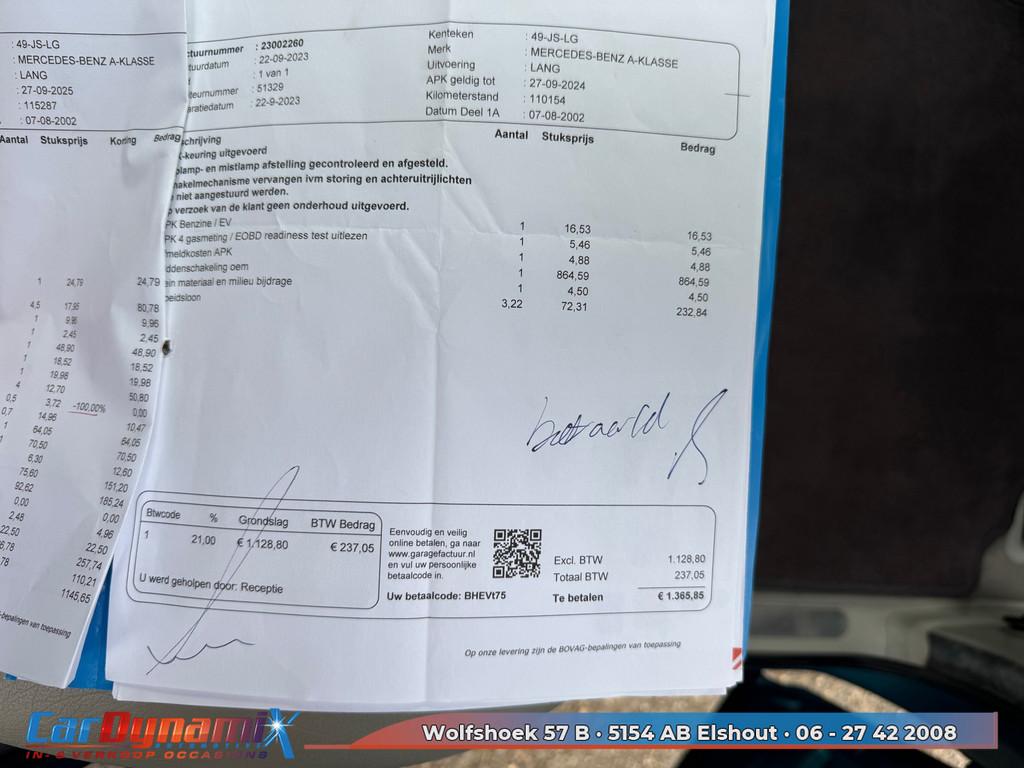 : 49-JS-LG
: MERCEDES-BENZ A-KLASSE
: LANG
: 27-09-2025
: 115287
: 07-08-2002
Aantal Stuksprijs Korting Bedrag
1 24,79 24,79
4,5 17,95 80,78
1 9,96 9,96
1 2,45 2,45
1 48,90 48,90
1 18,52 18,52
1 19,98 19,98
4 12,70 50,80
0,5 3,72 -100,00% 0,00
0,7 14,96 10,47
1 64,05 64,05
70,50 70,50
6,30 12,60
75,60 151,20
92,62 185,24
0,00 0,00
2,48 4,96
22,50 22,50
257,74
110,21
1145,65
-bepalingen van toepassing
ctuurnummer : 23002260
tuurdatum : 22-09-2023
: 1 van 1
teurnummer : 51329
aratiedatum : 22-9-2023
Kenteken : 49-JS-LG
Merk : MERCEDES-BENZ A-KLASSE
Uitvoering : LANG
APK geldig tot : 27-09-2024
Kilometerstand : 110154
Datum Deel 1A : 07-08-2002
schrijving Aantal Stuksprijs Bedrag
-keuring uitgevoerd
plamp- en mistlamp afstelling gecontroleerd en afgesteld.
hakelmechanisme vervangen ivm storing en achteruitrijlichten
niet aangestuurd werden.
p verzoek van de klant geen onderhoud uitgevoerd.
PK Benzine / EV 1 16,53 16,53
PK 4 gasmeting / EOBD readiness test uitlezen 1 5,46 5,46
fmeldkosten APK 1 4,88 4,88
ddenschakeling oem 1 864,59 864,59
ein materiaal en milieu bijdrage 1 4,50 4,50
beidsloon 3,22 72,31 232,84
betaald
Btwcode % Grondslag BTW Bedrag
1 21,00 € 1.128,80 € 237,05
U werd geholpen door: Receptie
Eenvoudig en veilig
online betalen, ga naar
www.garagefactuur.nl
en vul uw persoonlijke
betaalcode in.
Uw betaalcode: BHEVt75
Excl. BTW 1.128,80
Totaal BTW 237,05
Te betalen € 1.365,85
Op onze levering zijn de BOVAG-bepalingen van toepassing
CarDynamiX
AUTOMOTIVE
IN- & VERKOOP OCCASIONS
Wolfshoek 57 B • 5154 AB Elshout • 06 - 27 42 2008